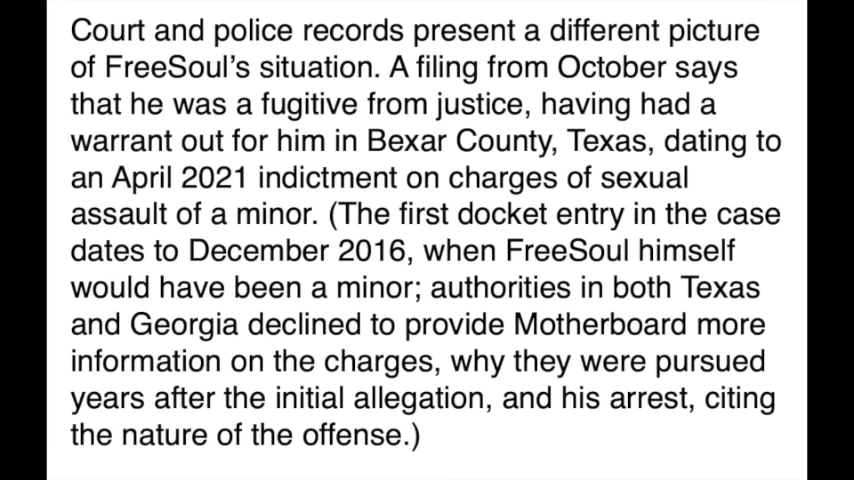 Court and police records present a different picture
of FreeSoul’s situation. A filing from October says
that he was a fugitive from justice, having had a
warrant out for him in Bexar County, Texas, dating to
an April 2021 indictment on charges of sexual
assault of a minor. (The first docket entry in the case
dates to December 2016, when FreeSoul himself
would have been a minor; authorities in both Texas
and Georgia declined to provide Motherboard more
information on the charges, why they were pursued
years after the initial allegation, and his arrest, citing
the nature of the offense.)